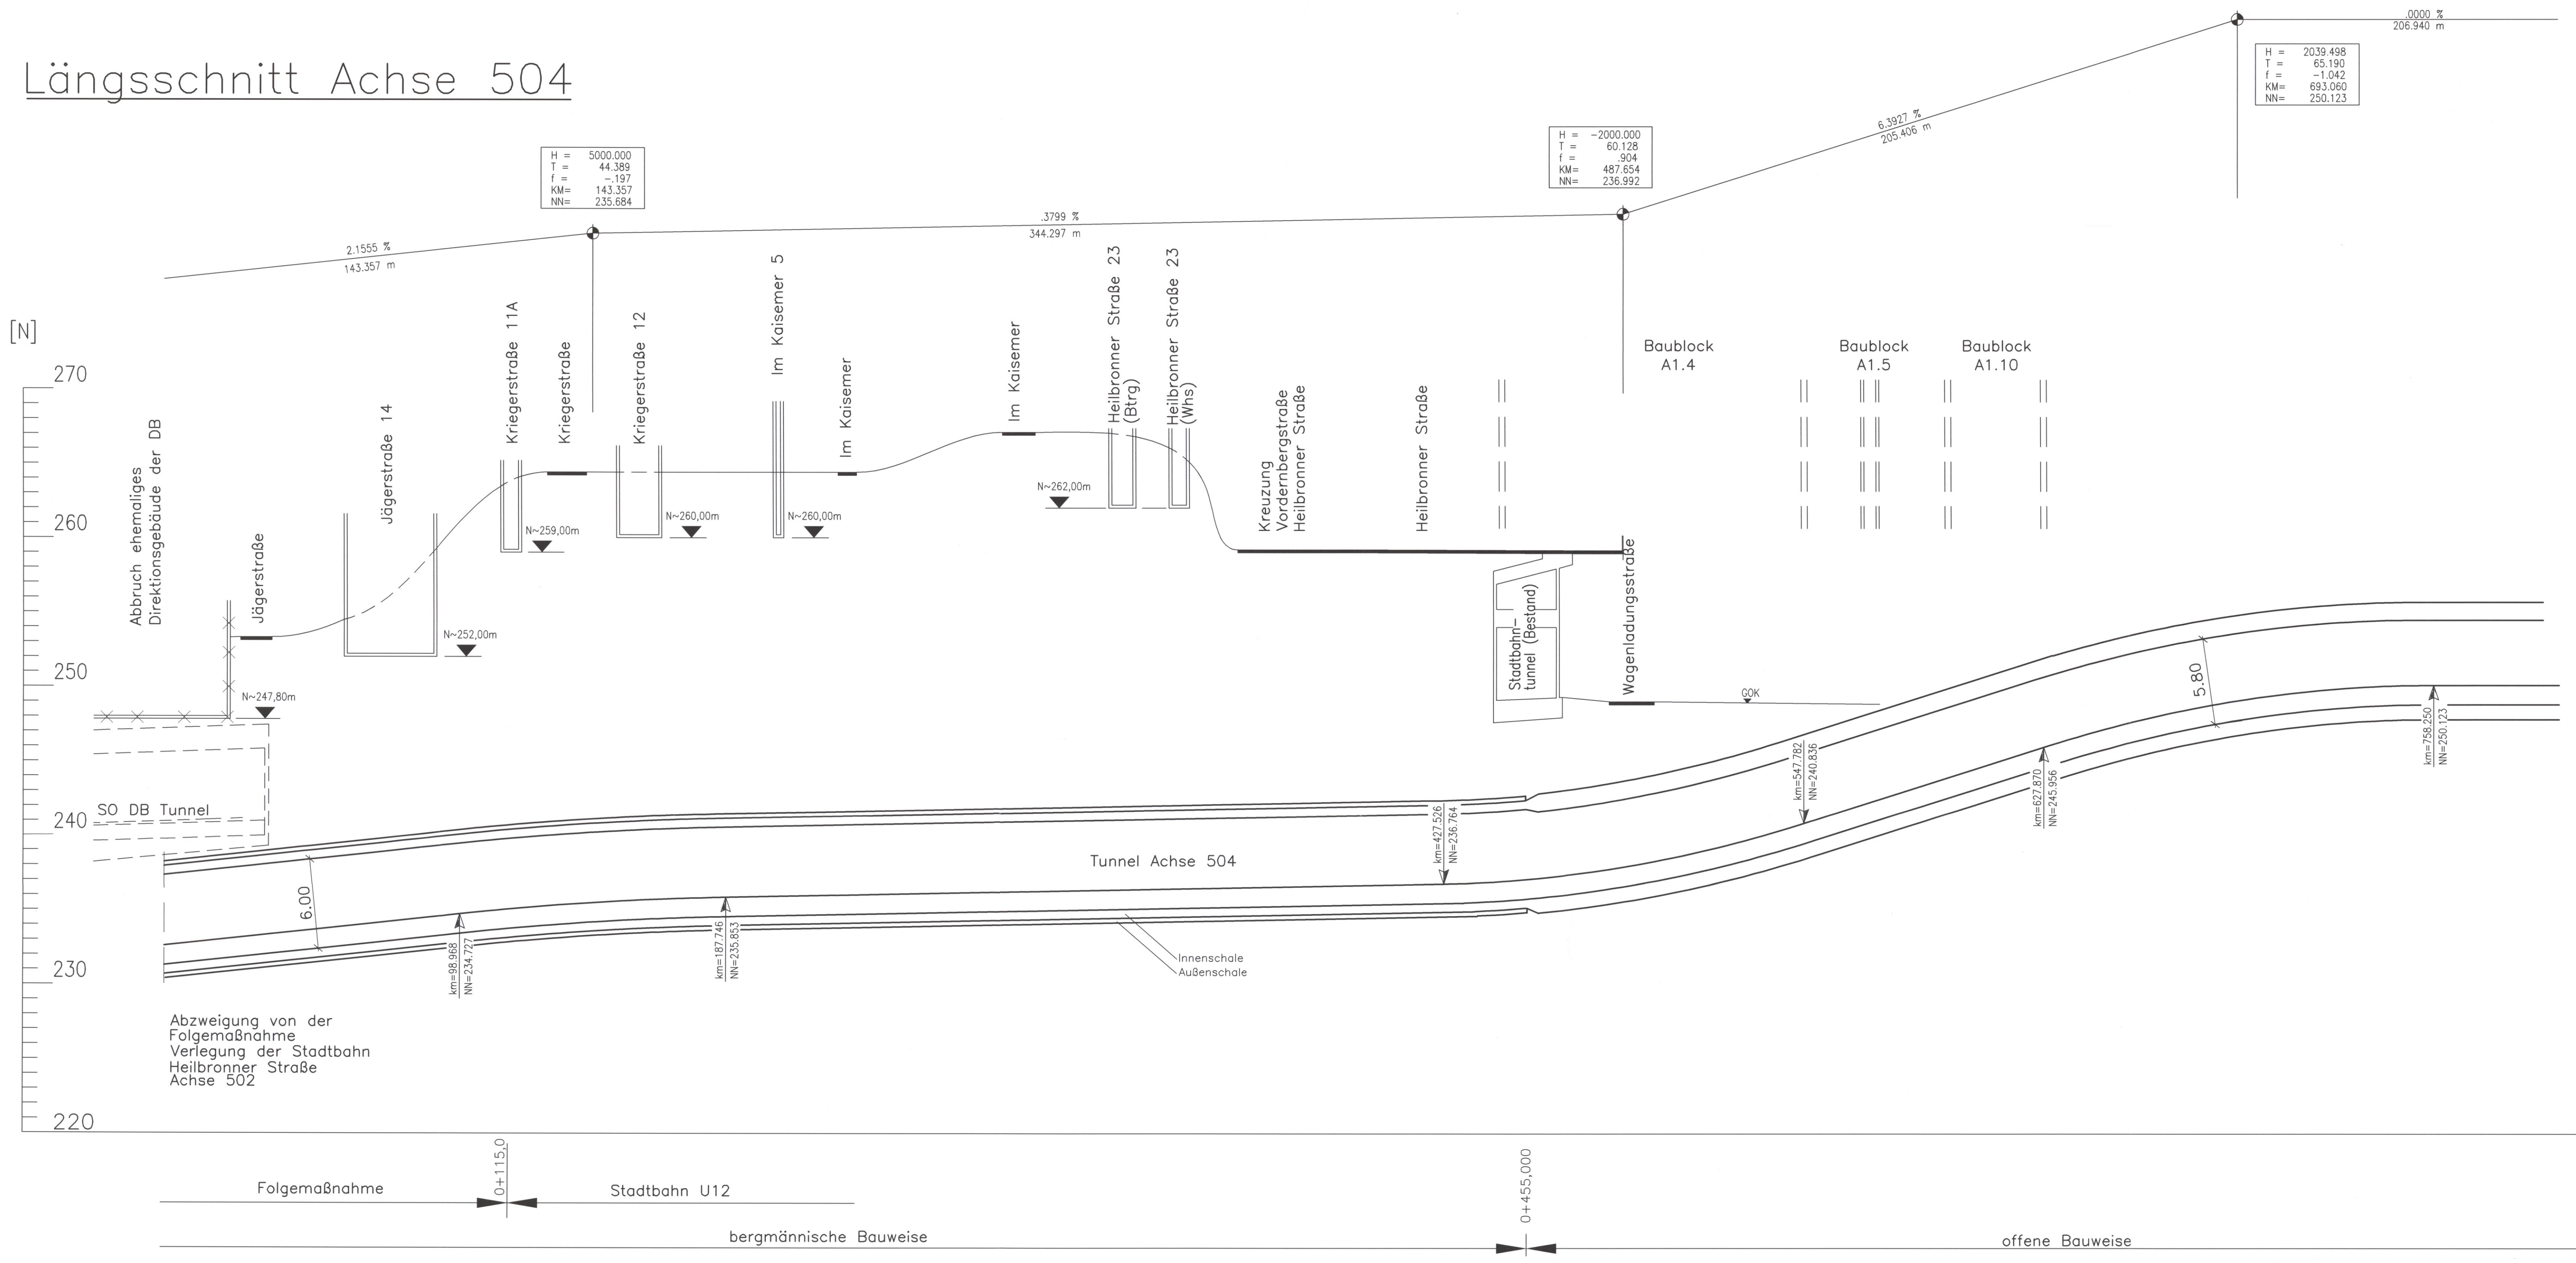 Längsschnitt Achse 504
.0000 %
206.940 m
H = 2039.498
T = 65.190
f = -1.042
KM= 693.060
NN= 250.123
6.3927 %
205.406 m
H = -2000.000
T = 60.128
f = .904
KM= 487.654
NN= 236.992
H = 5000.000
T = 44.389
f = -.197
KM= 143.357
NN= 235.684
.3799 %
344.297 m
2.1555 %
143.357 m
[N]
270
260
250
240
230
220
Abbruch ehemaliges
Direktionsgebäude der DB
Jägerstraße
Jägerstraße 14
Kriegerstraße 11A
Kriegerstraße
Kriegerstraße 12
Im Kaisemer 5
Im Kaisemer
Im Kaisemer
Heilbronner Straße 23
(Btrg)
Heilbronner Straße 23
(Whs)
Kreuzung
Vordernbergstraße
Heilbronner Straße
Heilbronner Straße
Baublock
A1.4
Baublock
A1.5
Baublock
A1.10
N~247,80m
N~252,00m
N~259,00m
N~260,00m
N~260,00m
N~262,00m
Stadtbahn-
tunnel (Bestand)
Wagenladungsstraße
GOK
SO DB Tunnel
6.00
5.80
km=98.968
NN=234.727
km=187.746
NN=235.853
km=427.526
NN=236.764
km=547.782
NN=240.836
km=627.870
NN=245.956
km=758.250
NN=250.123
Tunnel Achse 504
Innenschale
Außenschale
Abzweigung von der
Folgemaßnahme
Verlegung der Stadtbahn
Heilbronner Straße
Achse 502
0+115,0
0+455,000
Folgemaßnahme
Stadtbahn U12
bergmännische Bauweise
offene Bauweise